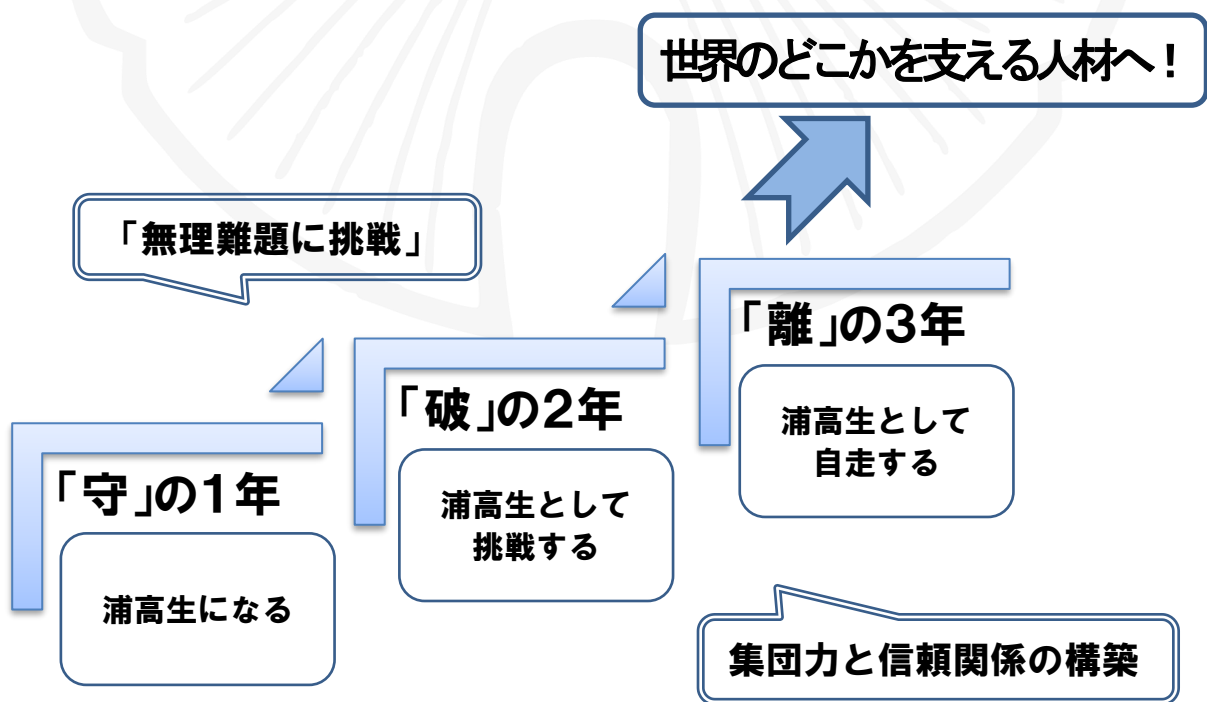 世界のどこかを支える人材へ！
「無理難題に挑戦」
「離」の3年
浦高生として
自走する
「破」の2年
浦高生として
挑戦する
「守」の1年
浦高生になる
集団力と信頼関係の構築